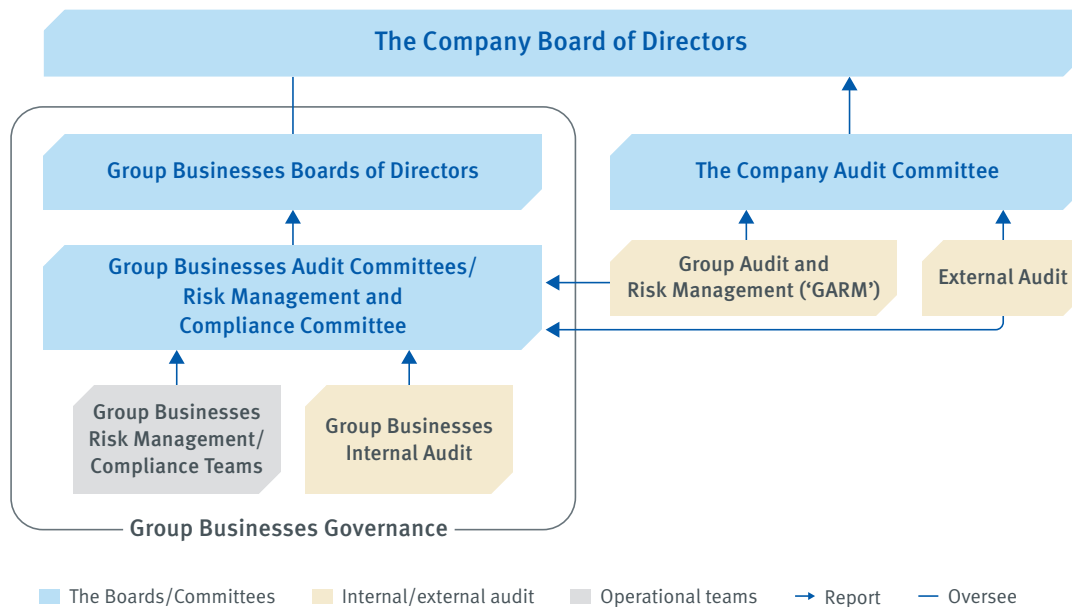 The Company Board of Directors
Group Businesses Boards of Directors
The Company Audit Committee
Group Businesses Audit Committees/
Risk Management and
Compliance Committee
Group Audit and
Risk Management (‘GARM’)
External Audit
Group Businesses
Risk Management/
Compliance Teams
Group Businesses
Internal Audit
Group Businesses Governance
The Boards/Committees
Internal/external audit
Operational teams
Report
Oversee